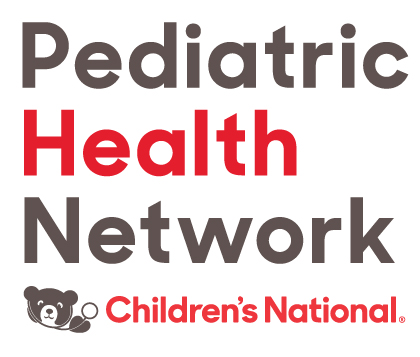 Pediatric
Health
Network
Children's National®